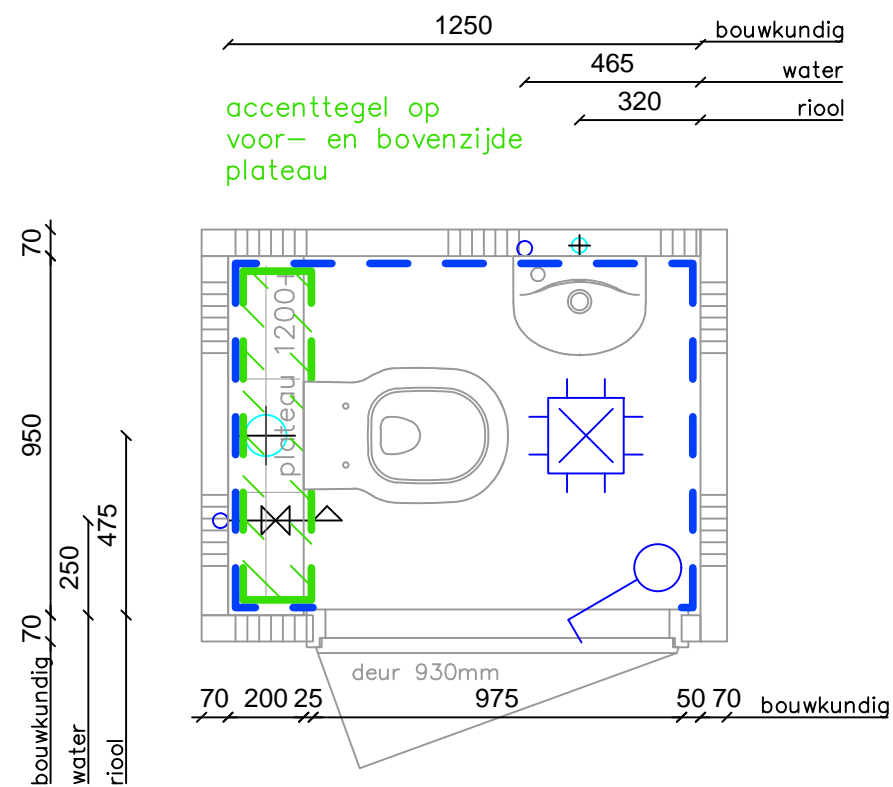 1250
bouwkundig
465
water
320
riool
accenttegel op
voor– en bovenzijde
plateau
70
950
475
250
70
plateau 1200+
deur 930mm
70 200 25 975 50 70 bouwkundig
bouwkundig
water
riool